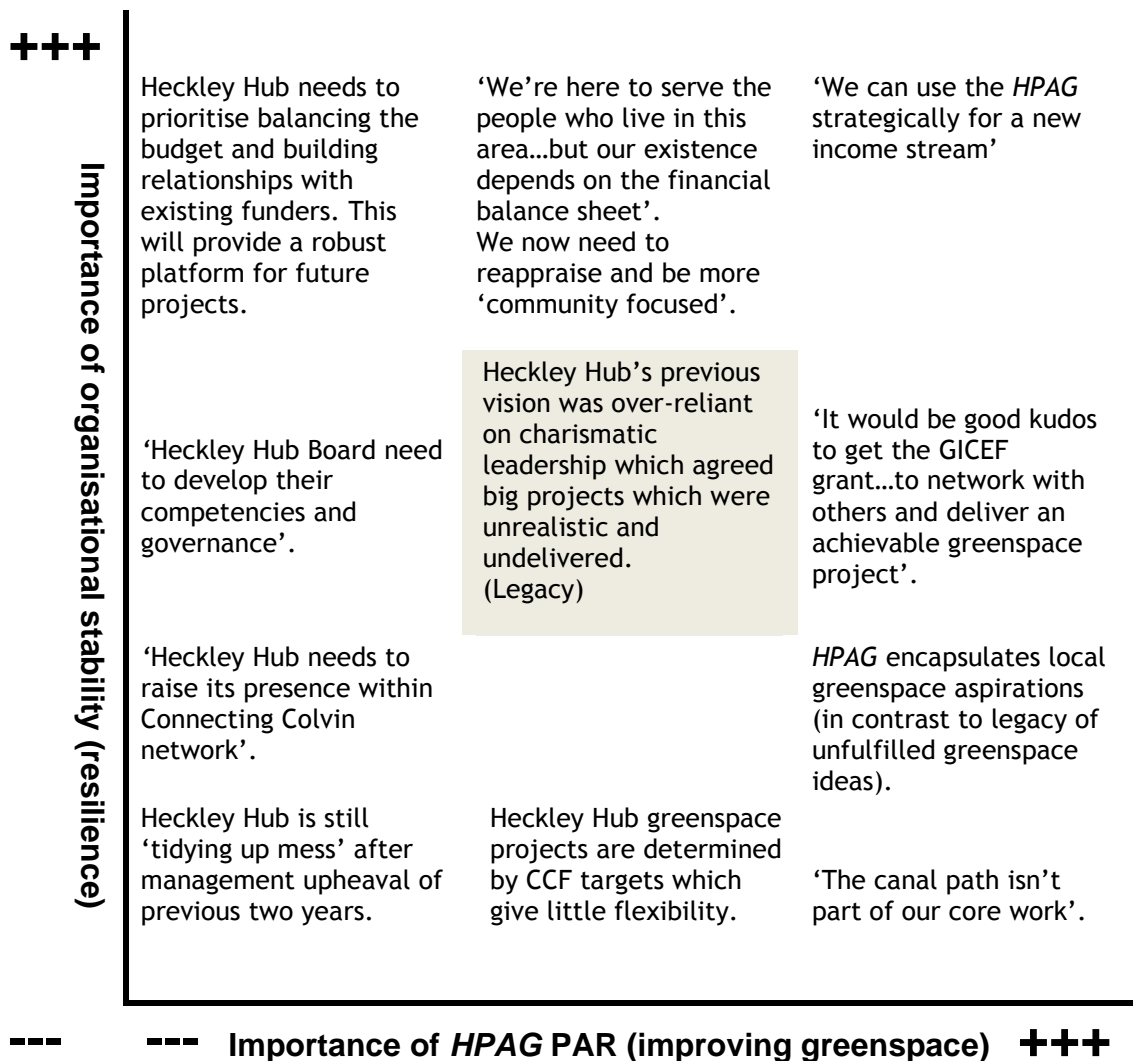 +++
Importance of organisational stability (resilience)
Heckley Hub needs to
prioritise balancing the
budget and building
relationships with
existing funders. This
will provide a robust
platform for future
projects.
‘We’re here to serve the
people who live in this
area…but our existence
depends on the financial
balance sheet’.
We now need to
reappraise and be more
‘community focused’.
‘We can use the HPAG
strategically for a new
income stream’
‘Heckley Hub Board need
to develop their
competencies and
governance’.
Heckley Hub’s previous
vision was over-reliant
on charismatic
leadership which agreed
big projects which were
unrealistic and
undelivered.
(Legacy)
‘It would be good kudos
to get the GICEF
grant…to network with
others and deliver an
achievable greenspace
project’.
‘Heckley Hub needs to
raise its presence within
Connecting Colvin
network’.
HPAG encapsulates local
greenspace aspirations
(in contrast to legacy of
unfulfilled greenspace
ideas).
Heckley Hub is still
‘tidying up mess’ after
management upheaval of
previous two years.
Heckley Hub greenspace
projects are determined
by CCF targets which
give little flexibility.
‘The canal path isn’t
part of our core work’.
---
--- Importance of HPAG PAR (improving greenspace) +++